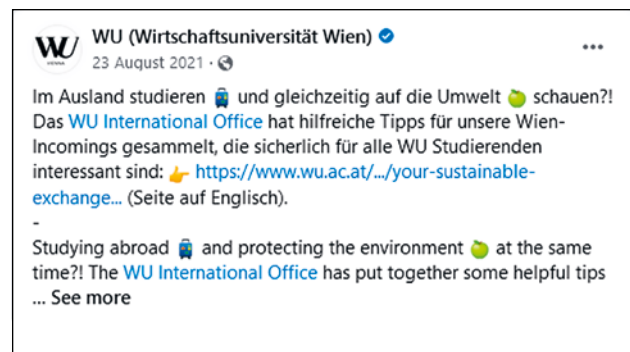 WU
VIENNA
WU (Wirtschaftsuniversität Wien)
23 August 2021 ·
Im Ausland studieren 🧳 und gleichzeitig auf die Umwelt 🍏 schauen?!
Das WU International Office hat hilfreiche Tipps für unsere Wien-
Incomings gesammelt, die sicherlich für alle WU Studierenden
interessant sind: 👉 https://www.wu.ac.at/.../your-sustainable-
exchange... (Seite auf Englisch).
-
Studying abroad 🧳 and protecting the environment 🍏 at the same
time?! The WU International Office has put together some helpful tips
... See more